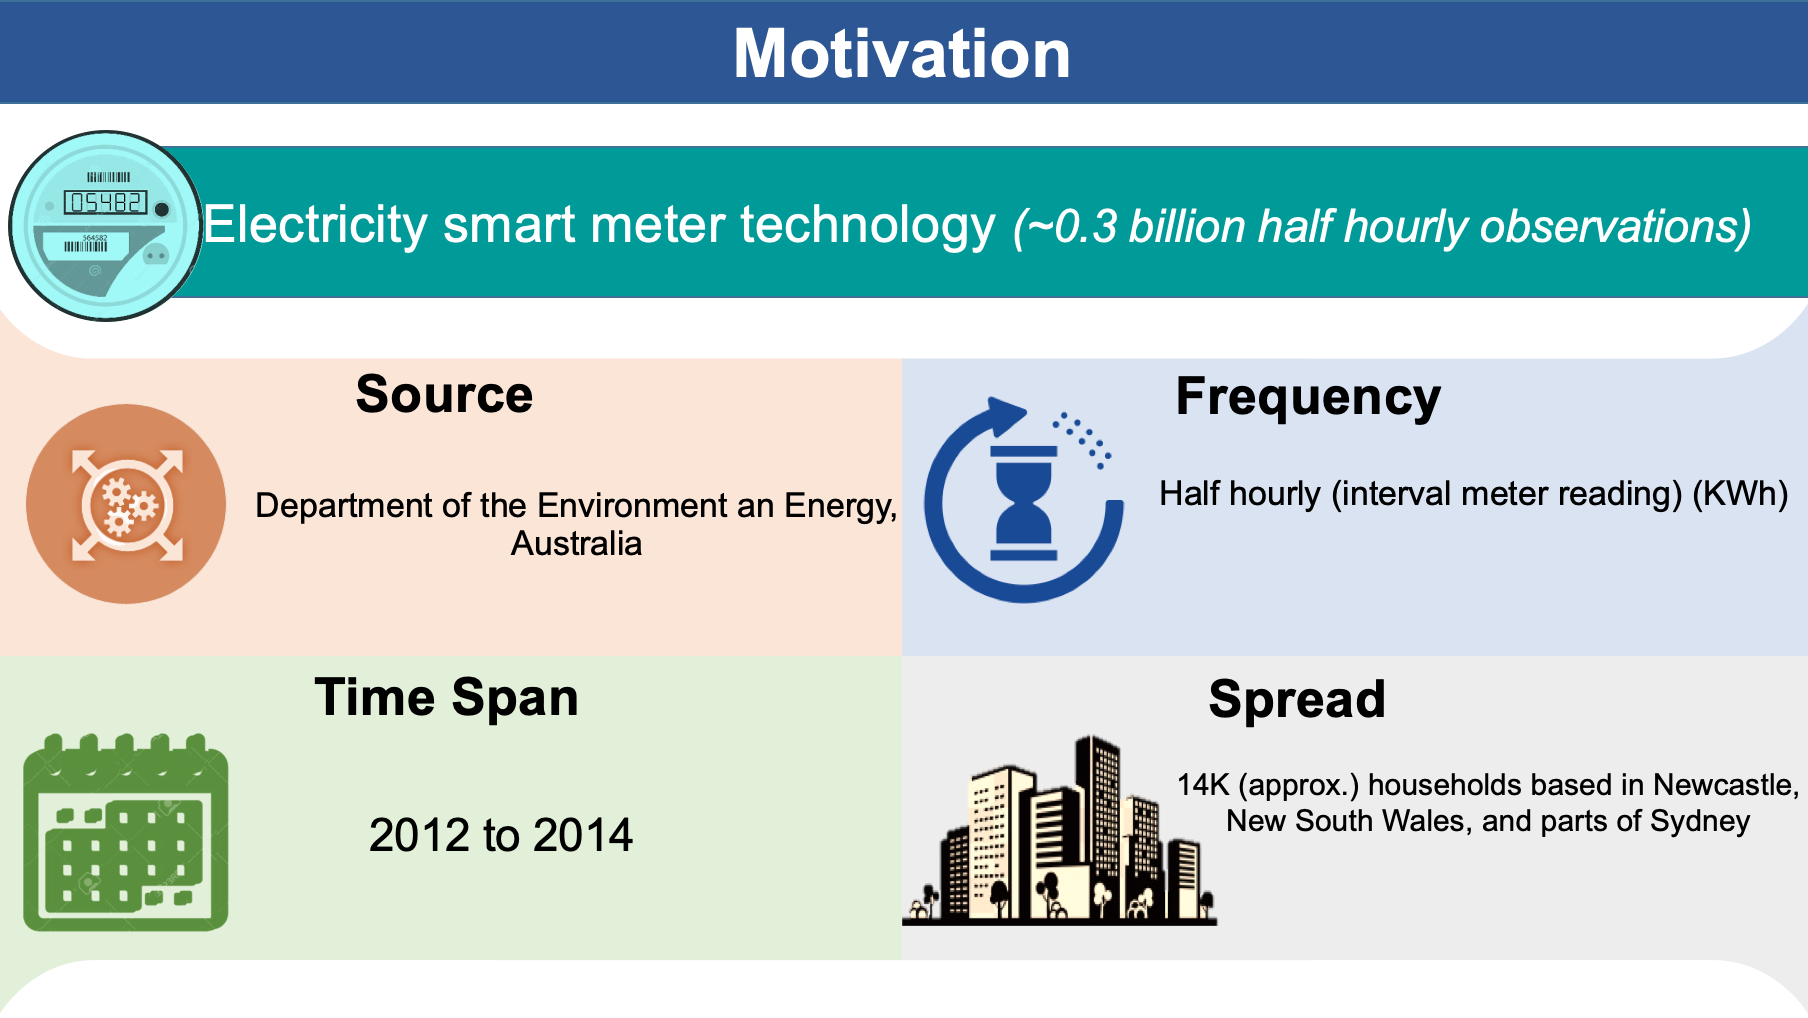 Motivation
05482
564582
Electricity smart meter technology (~0.3 billion half hourly observations)
Source
Department of the Environment an Energy,
Australia
Frequency
Half hourly (interval meter reading) (KWh)
Time Span
2012 to 2014
Spread
14K (approx.) households based in Newcastle,
New South Wales, and parts of Sydney